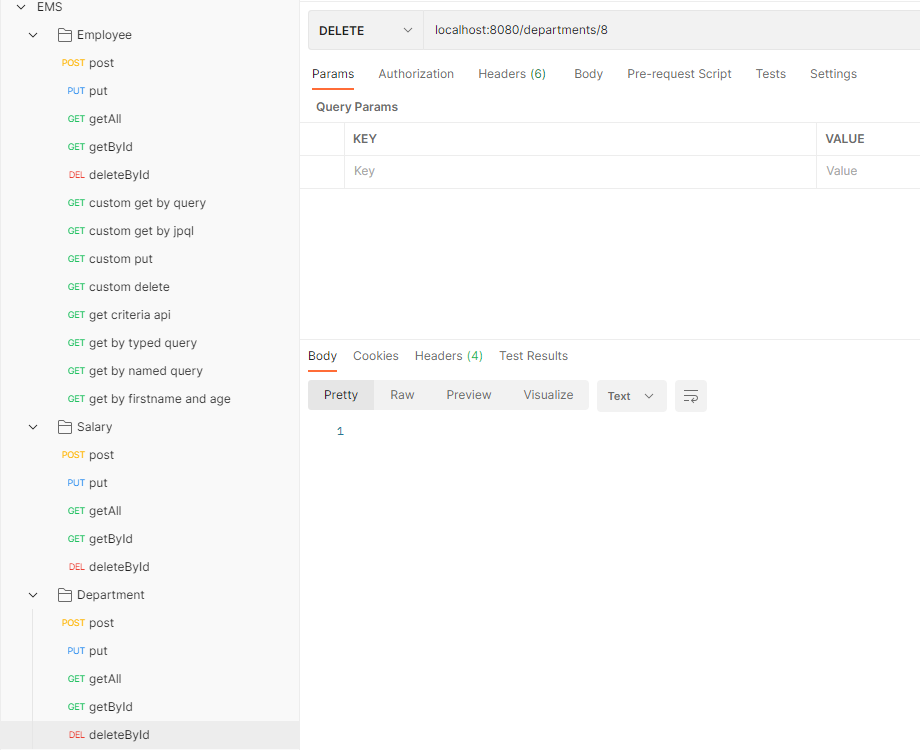 EMS
Employee
POST post
PUT put
GET getAll
GET getById
DEL deleteById
GET custom get by query
GET custom get by jpql
GET custom put
GET custom delete
GET get criteria api
GET get by typed query
GET get by named query
GET get by firstname and age
Salary
POST post
PUT put
GET getAll
GET getById
DEL deleteById
Department
POST post
PUT put
GET getAll
GET getById
DEL deleteById
DELETE localhost:8080/departments/8
Params Authorization Headers (6) Body Pre-request Script Tests Settings
Query Params
KEY VALUE
Key Value
Body Cookies Headers (4) Test Results
Pretty Raw Preview Visualize Text
1